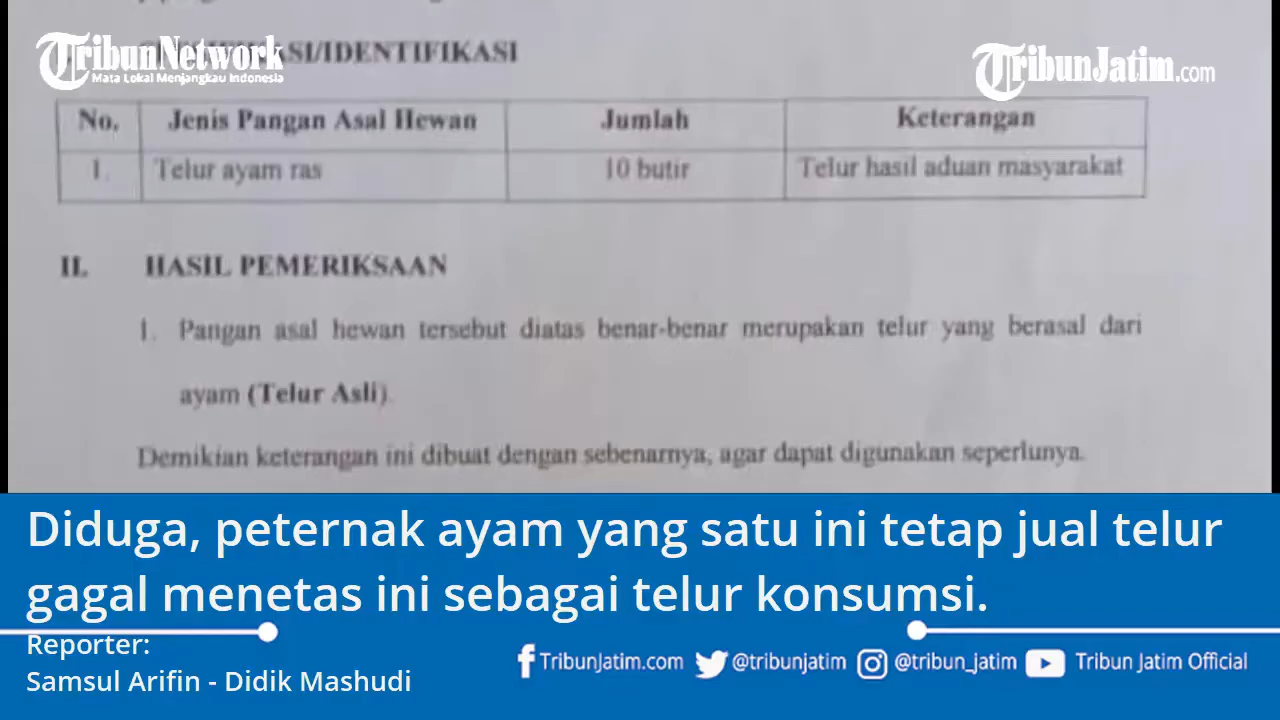 TribunNetwork
Mata Lokal Menjangkau Indonesia
TribunJatim.com
No. Jenis Pangan Asal Hewan Jumlah Keterangan
1. Telur ayam ras 10 butir Telur hasil aduan masyarakat
II. HASIL PEMERIKSAAN
1. Pangan asal hewan tersebut diatas benar-benar merupakan telur yang berasal dari
ayam (Telur Asli).
Demikian keterangan ini dibuat dengan sebenarnya, agar dapat digunakan seperlunya.
Diduga, peternak ayam yang satu ini tetap jual telur
gagal menetas ini sebagai telur konsumsi.
Reporter:
Samsul Arifin - Didik Mashudi
TribunJatim.com @tribunjatim @tribun_jatim Tribun Jatim Official